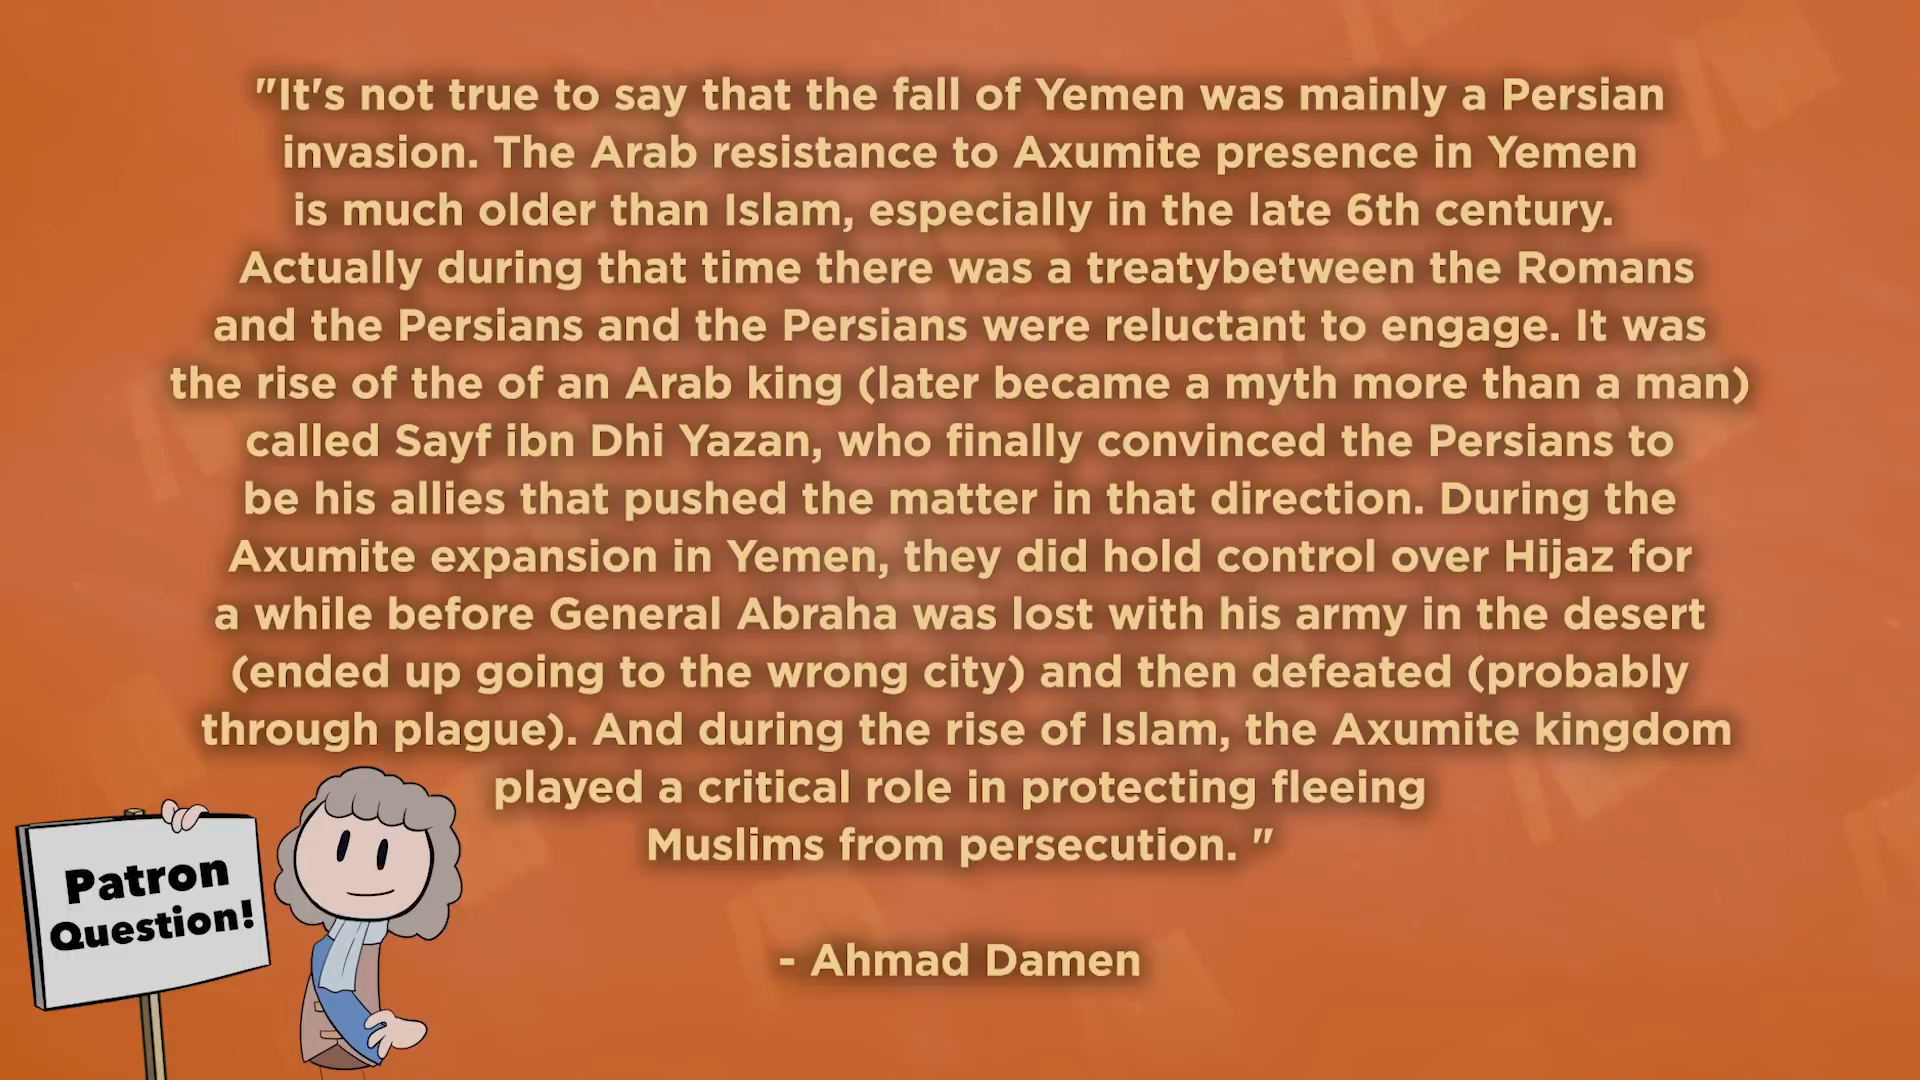 "It's not true to say that the fall of Yemen was mainly a Persian
invasion. The Arab resistance to Axumite presence in Yemen
is much older than Islam, especially in the late 6th century.
Actually during that time there was a treatybetween the Romans
and the Persians and the Persians were reluctant to engage. It was
the rise of the of an Arab king (later became a myth more than a man)
called Sayf ibn Dhi Yazan, who finally convinced the Persians to
be his allies that pushed the matter in that direction. During the
Axumite expansion in Yemen, they did hold control over Hijaz for
a while before General Abraha was lost with his army in the desert
(ended up going to the wrong city) and then defeated (probably
through plague). And during the rise of Islam, the Axumite kingdom
played a critical role in protecting fleeing
Muslims from persecution. "
- Ahmad Damen
Patron
Question!